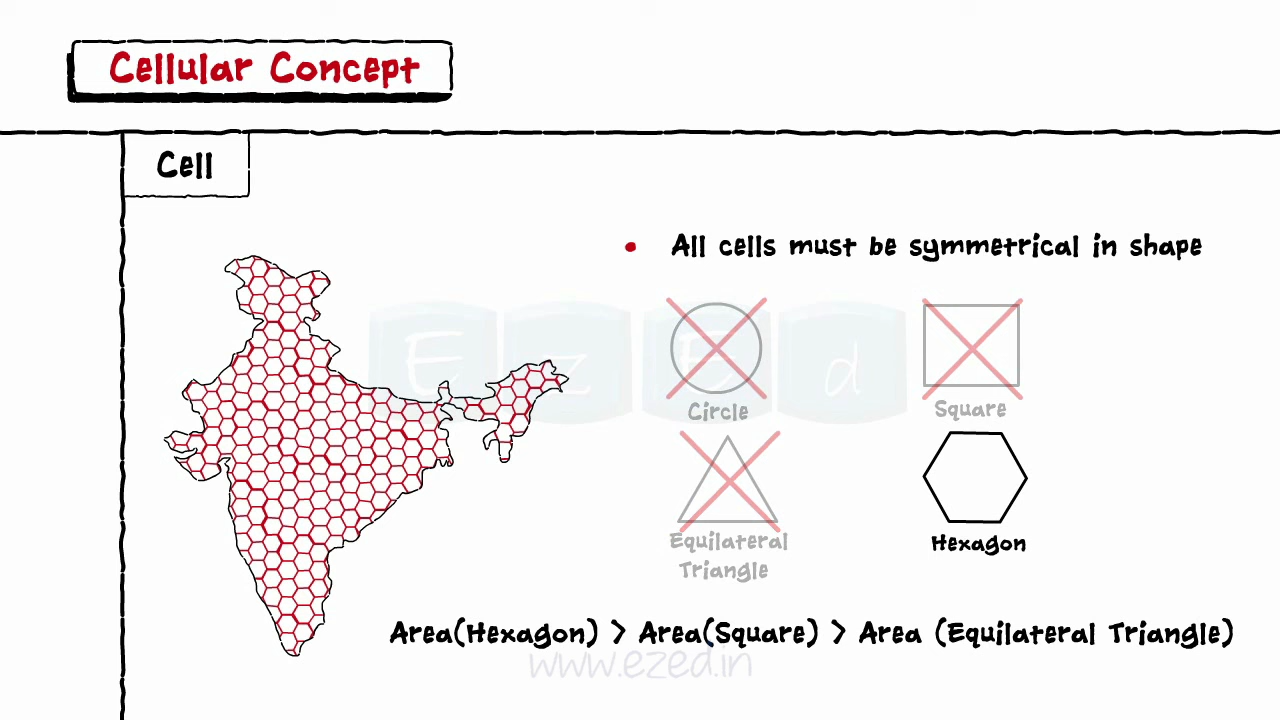 Cellular Concept
Cell
• All cells must be symmetrical in shape
E z E d
Circle
Square
Equilateral
Triangle
Hexagon
Area(Hexagon) > Area(Square) > Area (Equilateral Triangle)
www.ezed.in